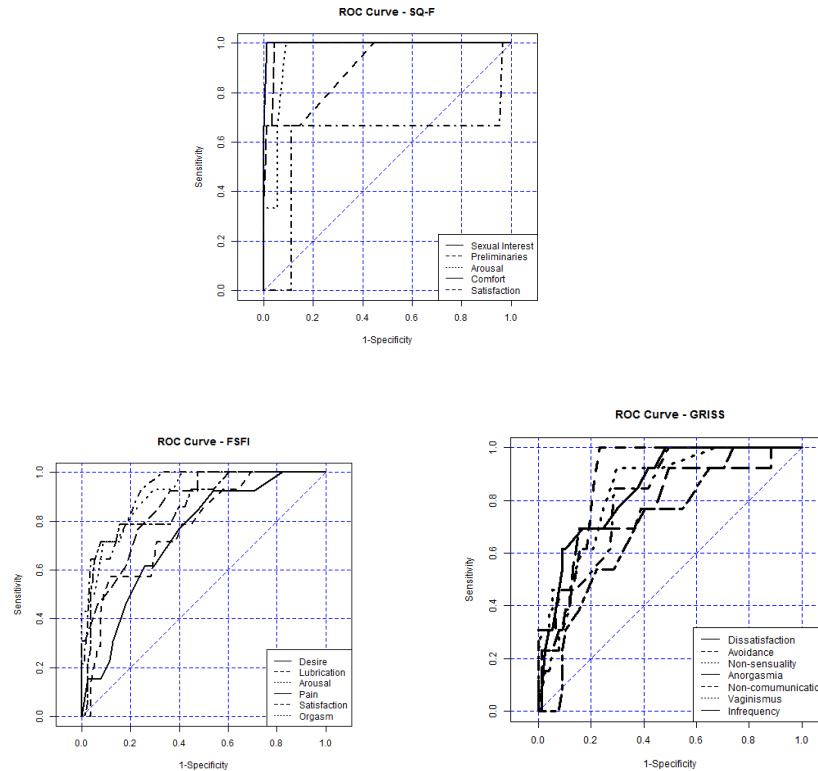 ROC Curve - SQ-F
1.0
0.8
0.6
0.4
0.2
0.0
Sensitivity
Sexual Interest
Preliminaries
Arousal
Comfort
Satisfaction
0.0 0.2 0.4 0.6 0.8 1.0
1-Specificity
ROC Curve - FSFI
1.0
0.8
0.6
0.4
0.2
0.0
Sensitivity
Desire
Lubrication
Arousal
Pain
Satisfaction
Orgasm
0.0 0.2 0.4 0.6 0.8 1.0
1-Specificity
ROC Curve - GRISS
1.0
0.8
0.6
0.4
0.2
0.0
Sensitivity
Dissatisfaction
Avoidance
Non-sensuality
Anorgasmia
Non-comunicatio
Vaginismus
Infrequency
0.0 0.2 0.4 0.6 0.8 1.0
1-Specificity